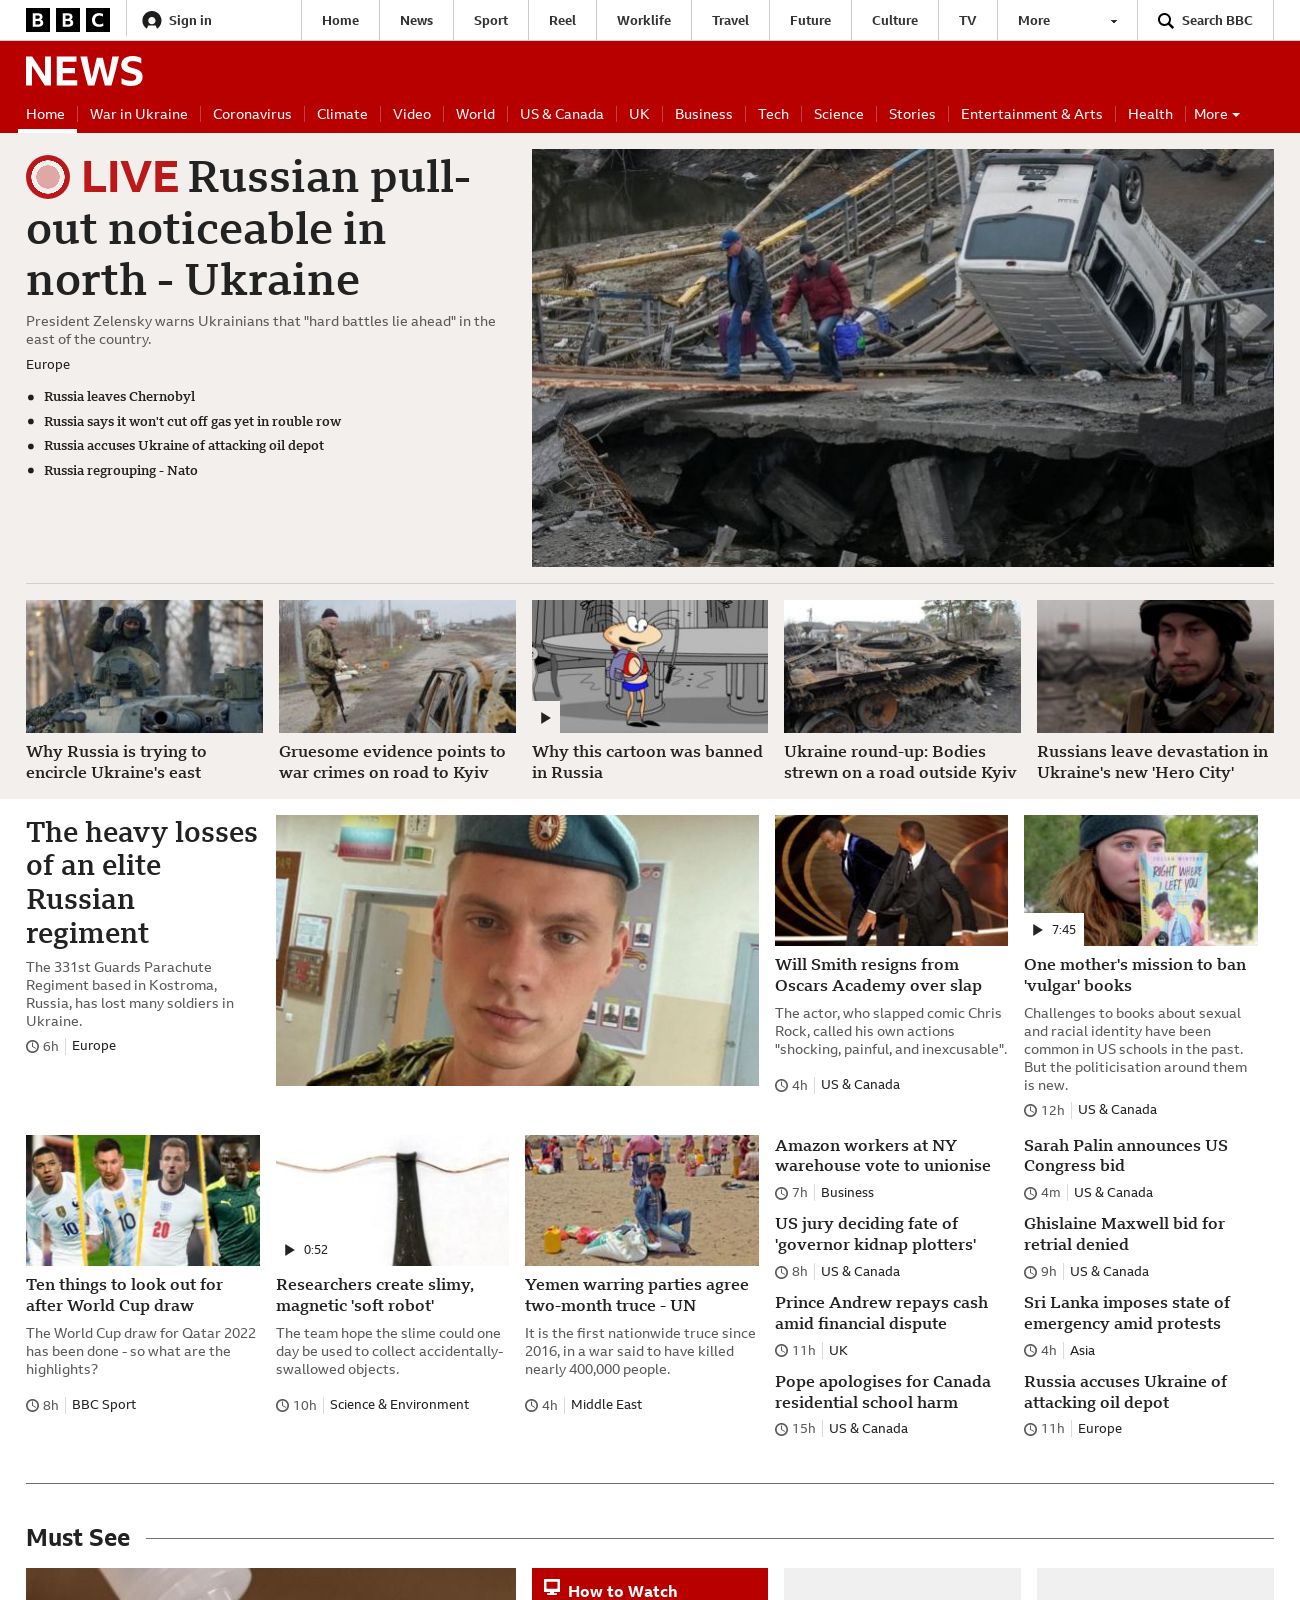 BBC
Sign in
Home
News
Sport
Reel
Worklife
Travel
Future
Culture
TV
More
Search BBC
NEWS
Home
War in Ukraine
Coronavirus
Climate
Video
World
US & Canada
UK
Business
Tech
Science
Stories
Entertainment & Arts
Health
More
LIVE Russian pull-
out noticeable in
north - Ukraine
President Zelensky warns Ukrainians that "hard battles lie ahead" in the
east of the country.
Europe
Russia leaves Chernobyl
Russia says it won't cut off gas yet in rouble row
Russia accuses Ukraine of attacking oil depot
Russia regrouping - Nato
Why Russia is trying to
encircle Ukraine's east
Gruesome evidence points to
war crimes on road to Kyiv
Why this cartoon was banned
in Russia
Ukraine round-up: Bodies
strewn on a road outside Kyiv
Russians leave devastation in
Ukraine's new 'Hero City'
The heavy losses
of an elite
Russian
regiment
The 331st Guards Parachute
Regiment based in Kostroma,
Russia, has lost many soldiers in
Ukraine.
6h
Europe
Will Smith resigns from
Oscars Academy over slap
The actor, who slapped comic Chris
Rock, called his own actions
"shocking, painful, and inexcusable".
4h
US & Canada
JULIAN WINTERS
RIGHT WHERE
I LEFT YOU
7:45
One mother's mission to ban
'vulgar' books
Challenges to books about sexual
and racial identity have been
common in US schools in the past.
But the politicisation around them
is new.
12h
US & Canada
10
10
20
10
Ten things to look out for
after World Cup draw
The World Cup draw for Qatar 2022
has been done - so what are the
highlights?
8h
BBC Sport
0:52
Researchers create slimy,
magnetic 'soft robot'
The team hope the slime could one
day be used to collect accidentally-
swallowed objects.
10h
Science & Environment
Yemen warring parties agree
two-month truce - UN
It is the first nationwide truce since
2016, in a war said to have killed
nearly 400,000 people.
4h
Middle East
Amazon workers at NY
warehouse vote to unionise
7h
Business
US jury deciding fate of
'governor kidnap plotters'
8h
US & Canada
Prince Andrew repays cash
amid financial dispute
11h
UK
Pope apologises for Canada
residential school harm
15h
US & Canada
Sarah Palin announces US
Congress bid
4m
US & Canada
Ghislaine Maxwell bid for
retrial denied
9h
US & Canada
Sri Lanka imposes state of
emergency amid protests
4h
Asia
Russia accuses Ukraine of
attacking oil depot
11h
Europe
Must See
How to Watch